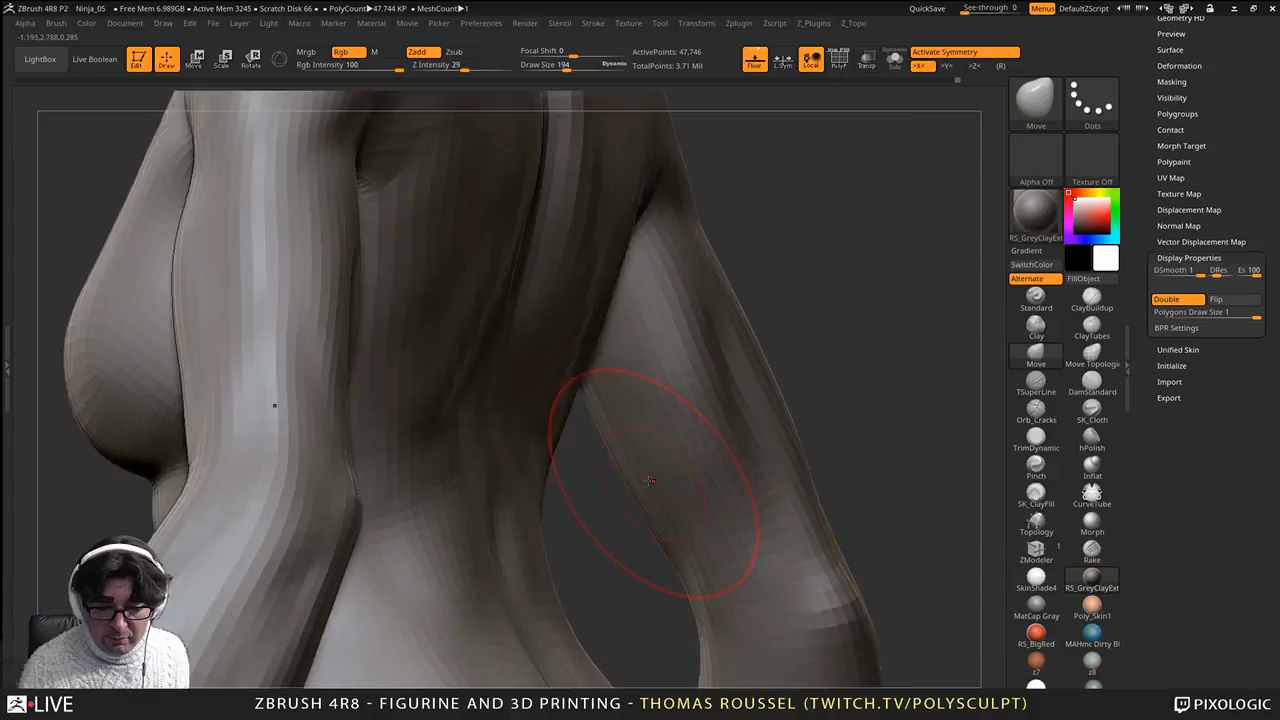 ZBrush 4R8 P2 Ninja_05 • Free Mem 6.989GB • Active Mem 3245 • Scratch Disk 66 • PolyCount▸47.744 KP • MeshCount▸1 QuickSave See-through 0 Menus DefaultZScript
Alpha Brush Color Document Draw Edit File Layer Light Macro Marker Material Movie Picker Preferences Render Stencil Stroke Texture Tool Transform Zplugin Zscript Z_Plugins Z_Topo
-1.193,2.788,0.285
LightBox Live Boolean Edit Draw Move Scale Rotate
Mrgb Rgb M
Rgb Intensity 100
Zadd Zsub
Z Intensity 29
Focal Shift 0
Draw Size 194 Dynamic
ActivePoints: 47,746
TotalPoints: 3.71 Mil
Floor L.Sym Local PolyF Transp
Dynamic
Solo
Activate Symmetry
>X< >Y< >Z< (R)
Move Dots
Alpha Off Texture Off
RS_GreyClayExt
Gradient
SwitchColor
Alternate FillObject
Standard ClayBuildup
Clay ClayTubes
Move Move Topologic
TSuperLine DamStandard
Orb_Cracks SK_Cloth
TrimDynamic hPolish
Pinch Inflat
SK_ClayFill CurveTube
Topology Morph
ZModeler 1 Rake
SkinShade4 RS_GreyClayExt
MatCap Gray Poly_Skin1
RS_BigRed MAHmc Dirty Bl
z7 z8
Geometry HD
Preview
Surface
Deformation
Masking
Visibility
Polygroups
Contact
Morph Target
Polypaint
UV Map
Texture Map
Displacement Map
Normal Map
Vector Displacement Map
Display Properties
DSmooth 1 DRes Es 100
Double Flip
Polygons Draw Size 1
BPR Settings
Unified Skin
Initialize
Import
Export
LIVE ZBRUSH 4R8 - FIGURINE AND 3D PRINTING - THOMAS ROUSSEL (TWITCH.TV/POLYSCULPT) PIXOLOGIC